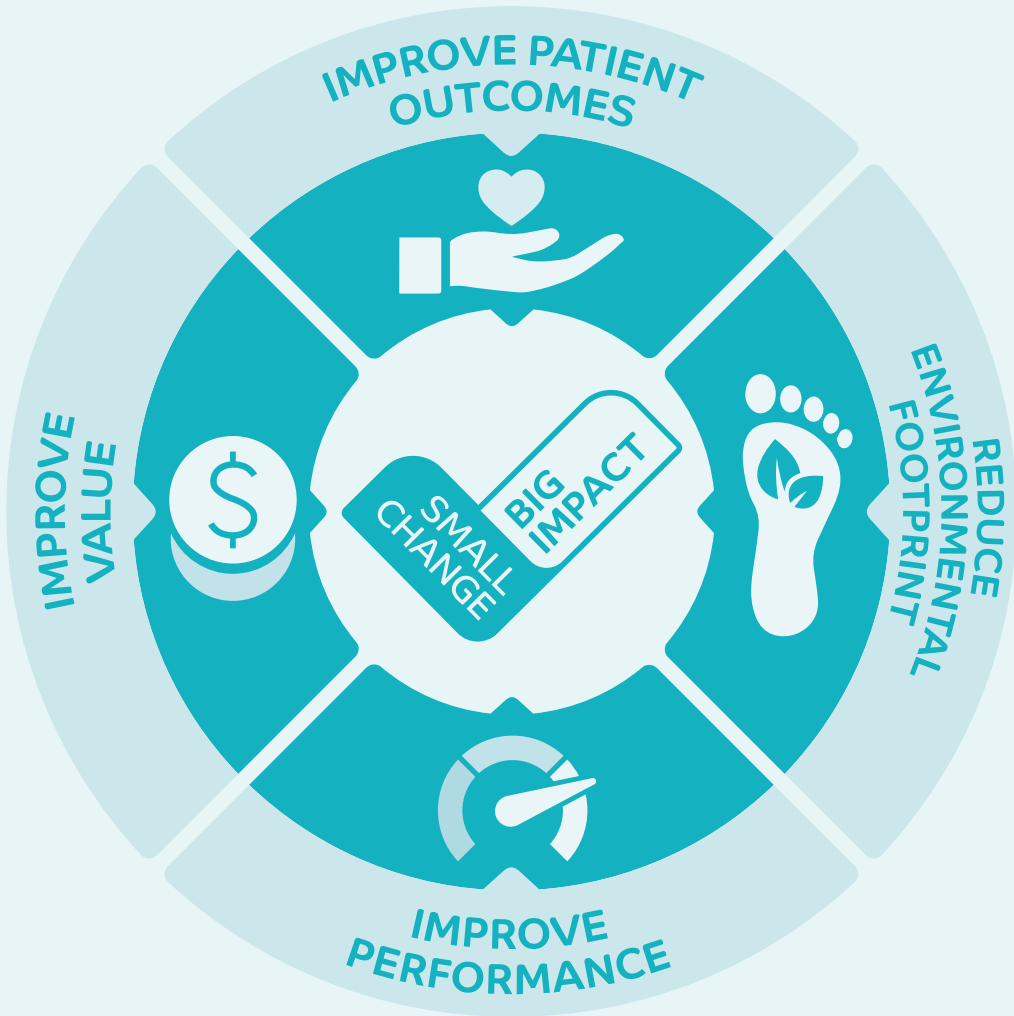 IMPROVE PATIENT
OUTCOMES
IMPROVE
VALUE
$
SMALL
CHANGE
BIG
IMPACT
REDUCE
ENVIRONMENTAL
FOOTPRINT
IMPROVE
PERFORMANCE